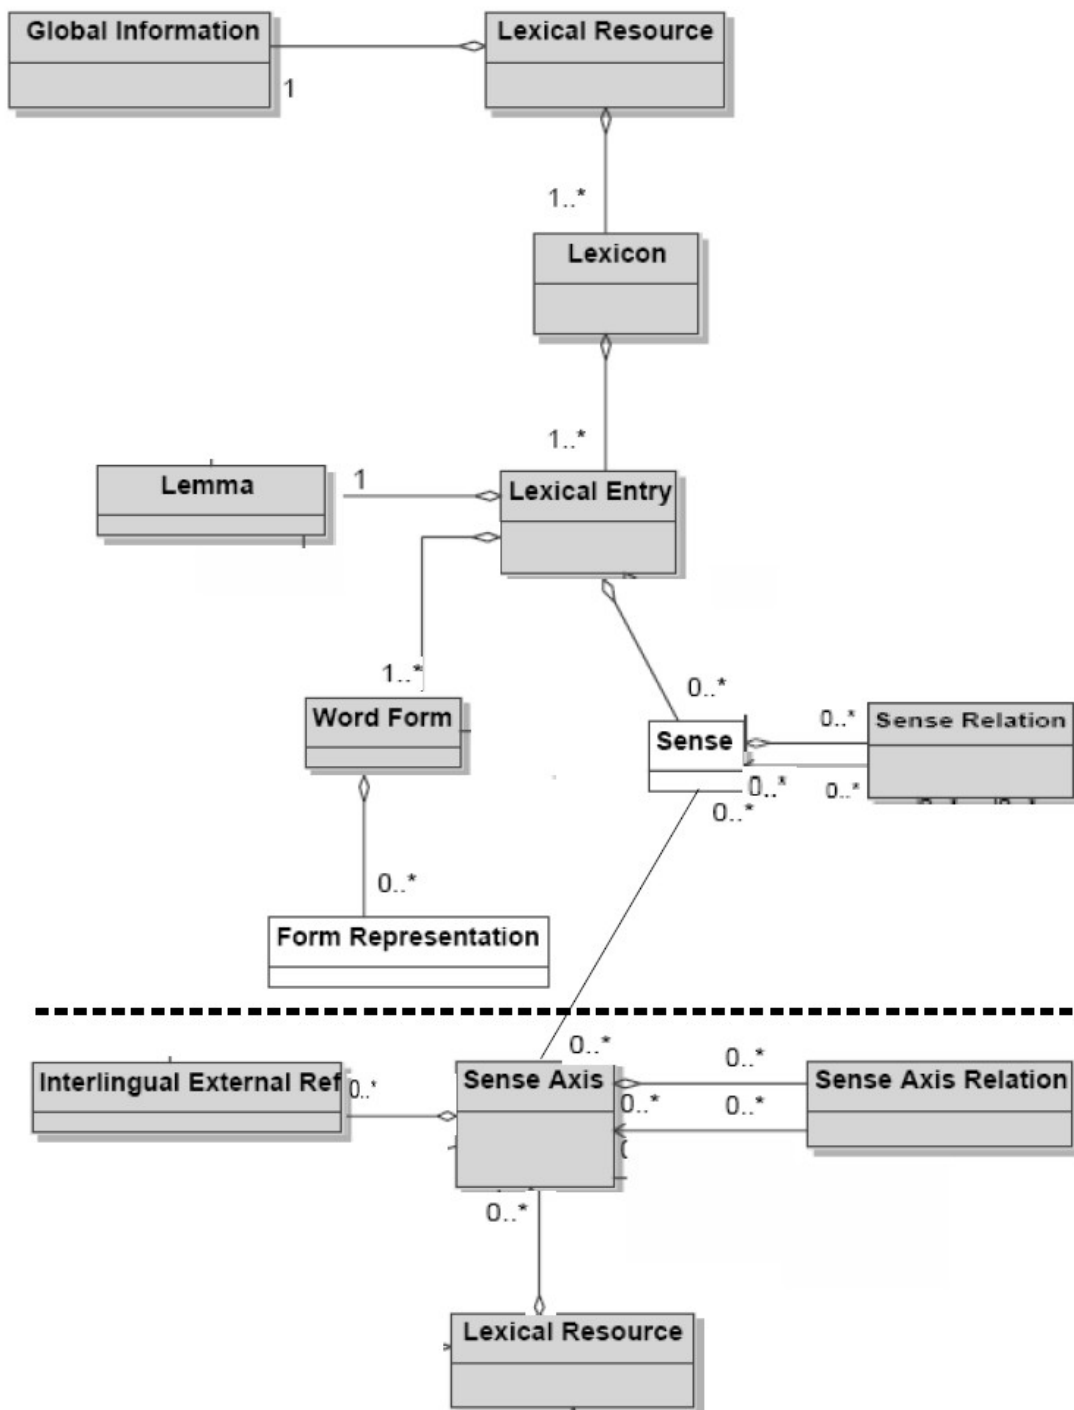 Global Information
Lexical Resource
1
1..*
Lexicon
1..*
Lemma
1
Lexical Entry
1..*
0..*
Word Form
Sense
0..*
Sense Relation
0..*
0..*
0..*
0..*
Form Representation
0..*
Interlingual External Ref
0..*
Sense Axis
0..*
0..*
0..*
Sense Axis Relation
0..*
Lexical Resource